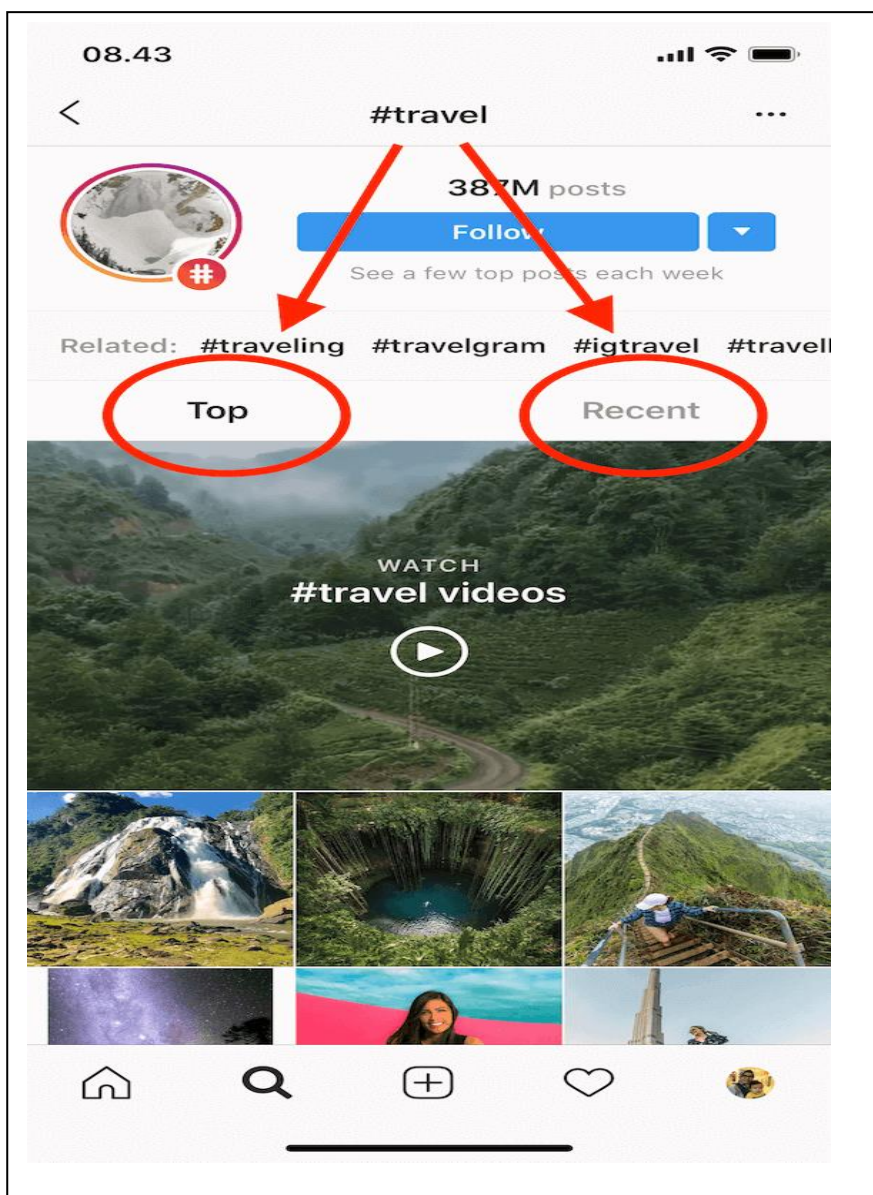 08.43
#travel
387M posts
Follow
See a few top posts each week
Related: #traveling #travelgram #igtravel #travell
Top Recent
WATCH
#travel videos